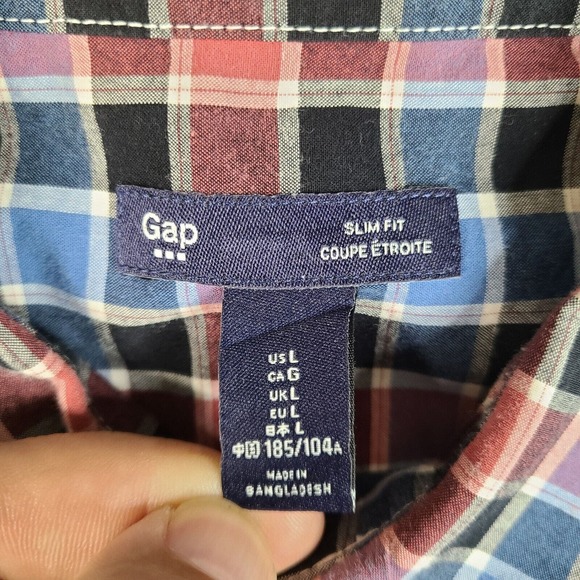 Gap
SLIM FIT
COUPE ÉTROITE
US L
CA G
UK L
EU L
日本 L
中国 185/104A
MADE IN
BANGLADESH